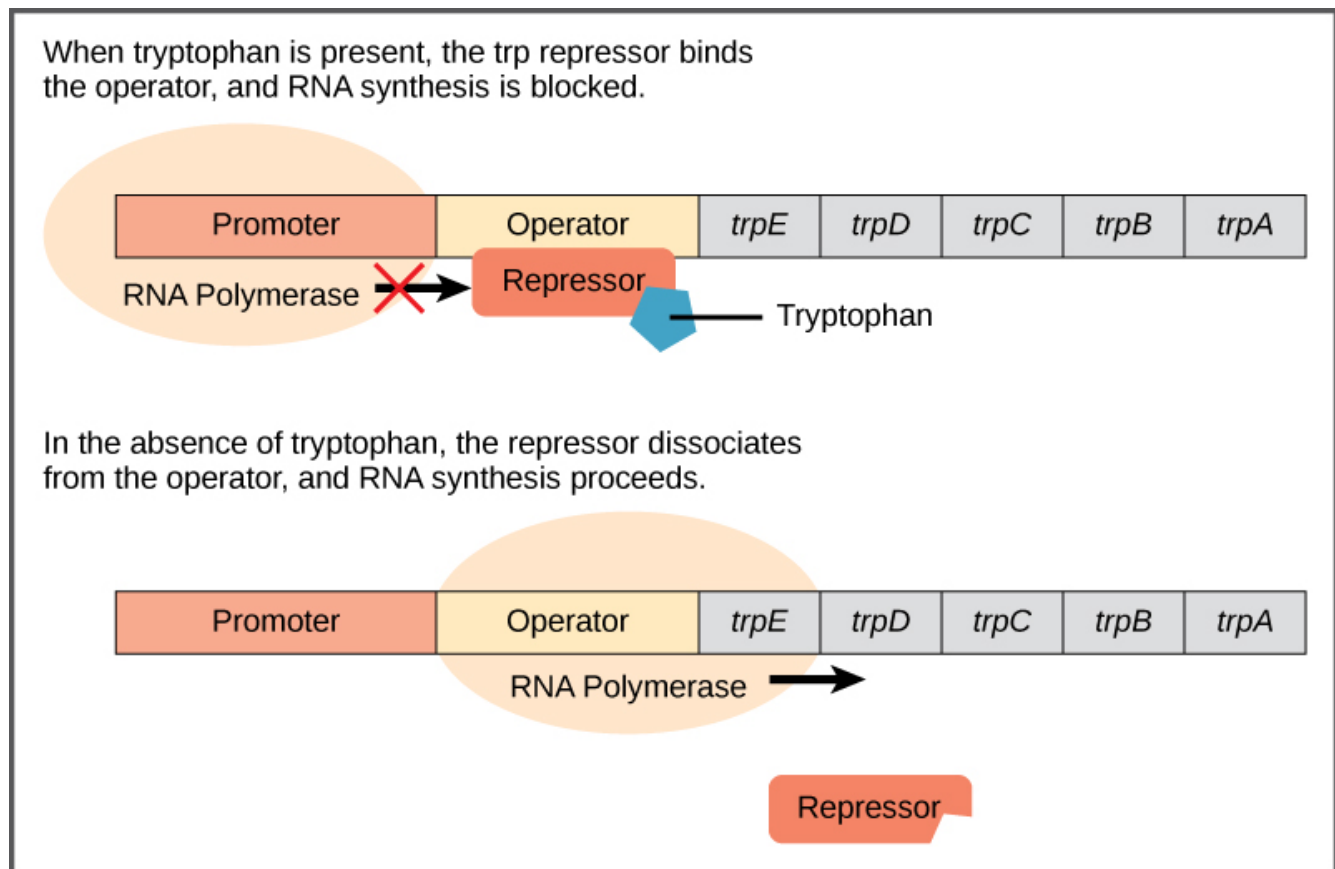 When tryptophan is present, the trp repressor binds
the operator, and RNA synthesis is blocked.
Promoter Operator trpE trpD trpC trpB trpA
RNA Polymerase Repressor
Tryptophan
In the absence of tryptophan, the repressor dissociates
from the operator, and RNA synthesis proceeds.
Promoter Operator trpE trpD trpC trpB trpA
RNA Polymerase
Repressor